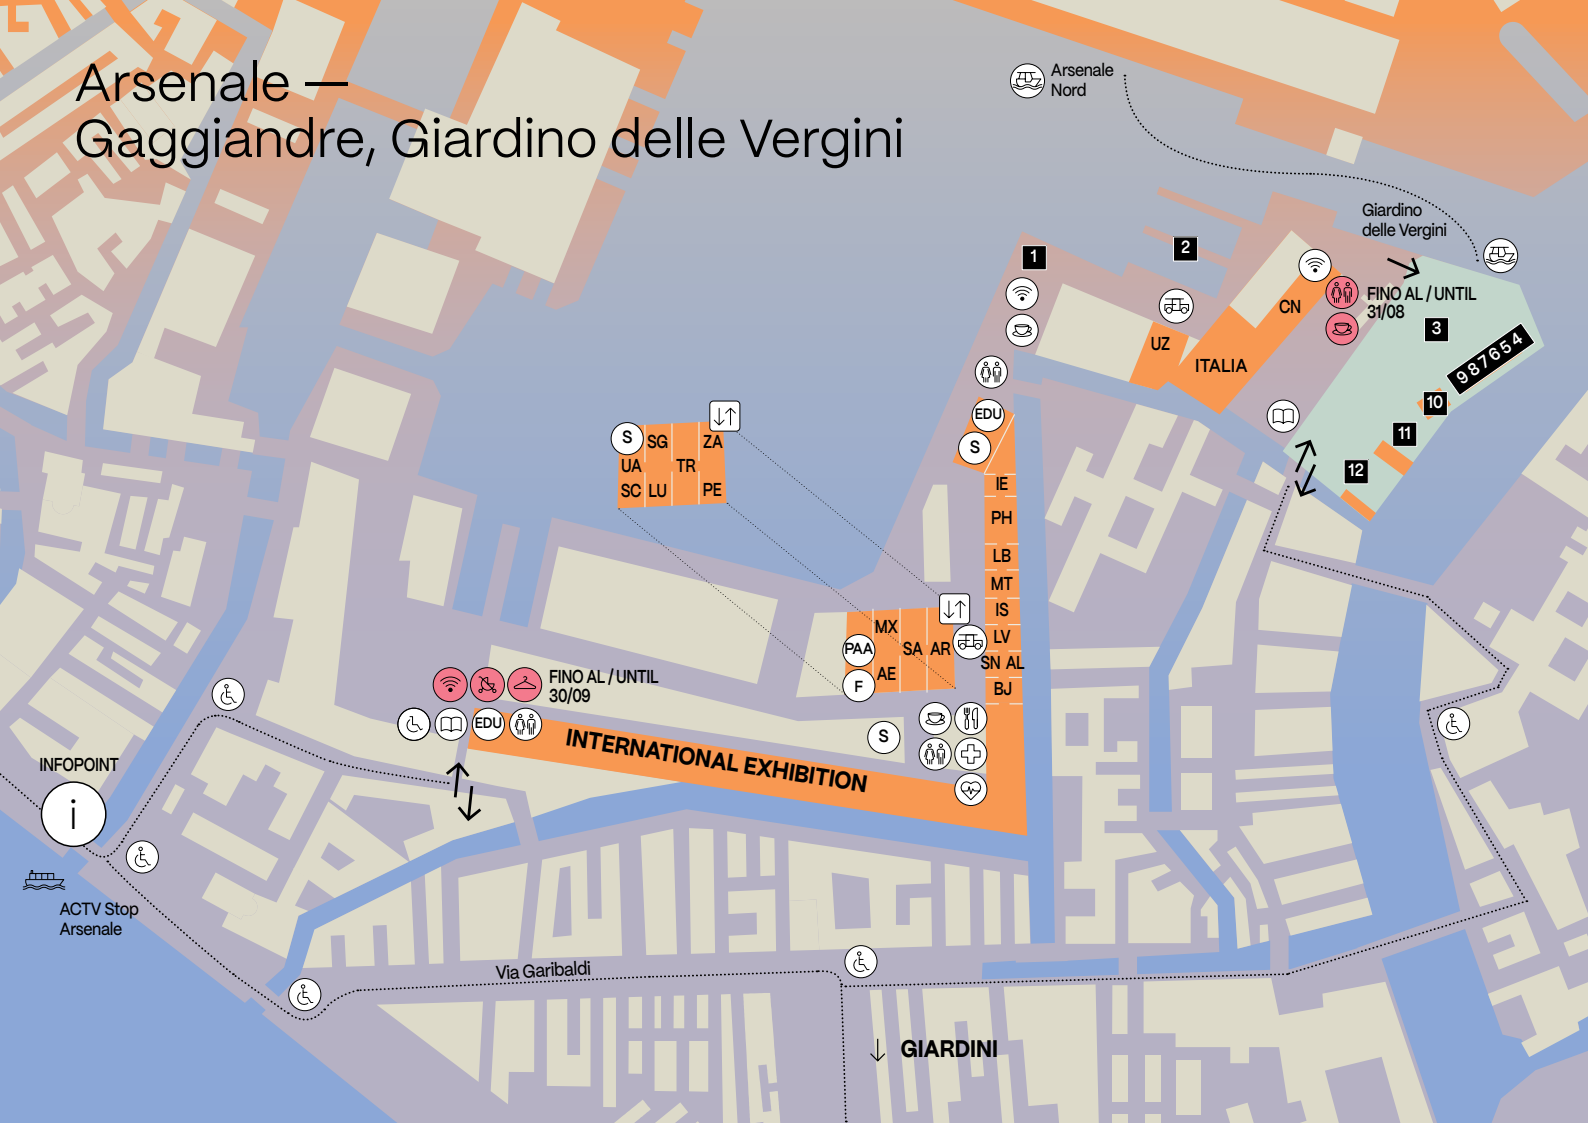 Arsenale —
Gaggiandre, Giardino delle Vergini
Arsenale
Nord
Giardino
delle Vergini
1
2
FINO AL / UNTIL
31/08
CN
3
UZ
ITALIA
987654
10
11
12
EDU
S
S
SG
ZA
UA
TR
SC
LU
PE
IE
PH
LB
MT
IS
LV
SN AL
BJ
MX
PAA
SA
AR
AE
F
S
FINO AL / UNTIL
30/09
EDU
INTERNATIONAL EXHIBITION
INFOPOINT
i
ACTV Stop
Arsenale
Via Garibaldi
↓ GIARDINI